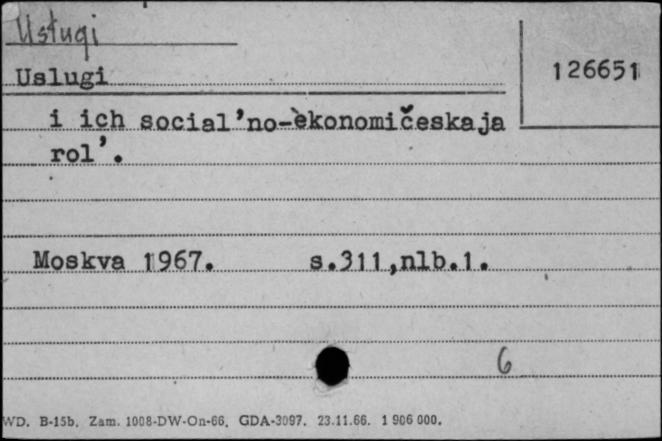 Usługi
Uslugi
126651
i ich social'no-èkonomičeskaja
rol'.
Moskva 1967. s.311,nlb.1.
6
WD. B-15b. Zam. 1008-DW-On-66. GDA-3097. 23.11.66. 1 906 000.